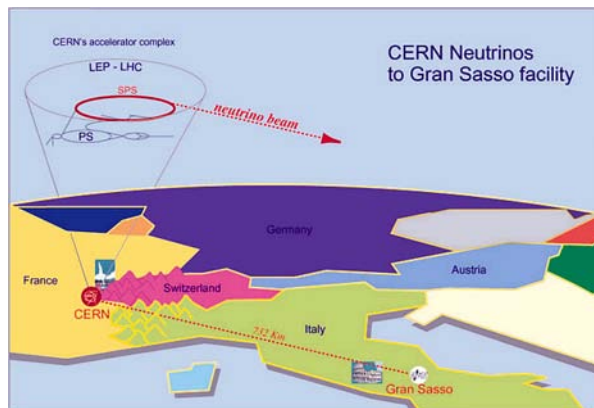 CERN's accelerator complex
LEP - LHC
SPS
PS
neutrino beam
CERN Neutrinos
to Gran Sasso facility
Germany
France
Switzerland
Austria
CERN
732 Km
Italy
Gran Sasso